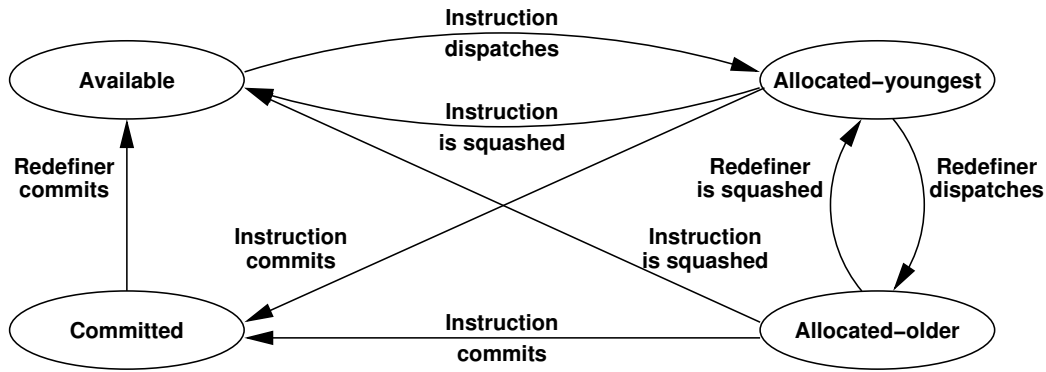 Instruction
dispatches
Available
Allocated−youngest
Instruction
is squashed
Redefiner
commits
Redefiner
is squashed
Redefiner
dispatches
Instruction
commits
Instruction
is squashed
Committed
Instruction
commits
Allocated−older